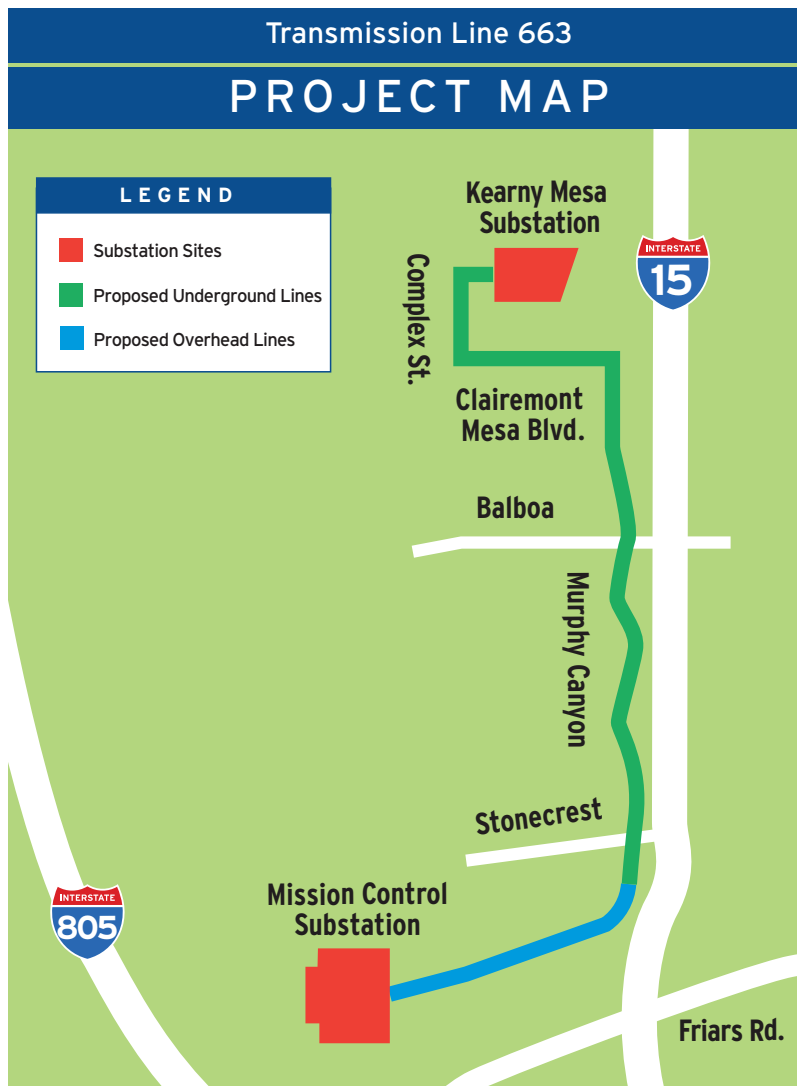 Transmission Line 663
PROJECT MAP
LEGEND
Substation Sites
Proposed Underground Lines
Proposed Overhead Lines
Kearny Mesa
Substation
INTERSTATE
15
Complex St.
Clairemont
Mesa Blvd.
Balboa
Murphy Canyon
Stonecrest
Mission Control
Substation
INTERSTATE
805
Friars Rd.